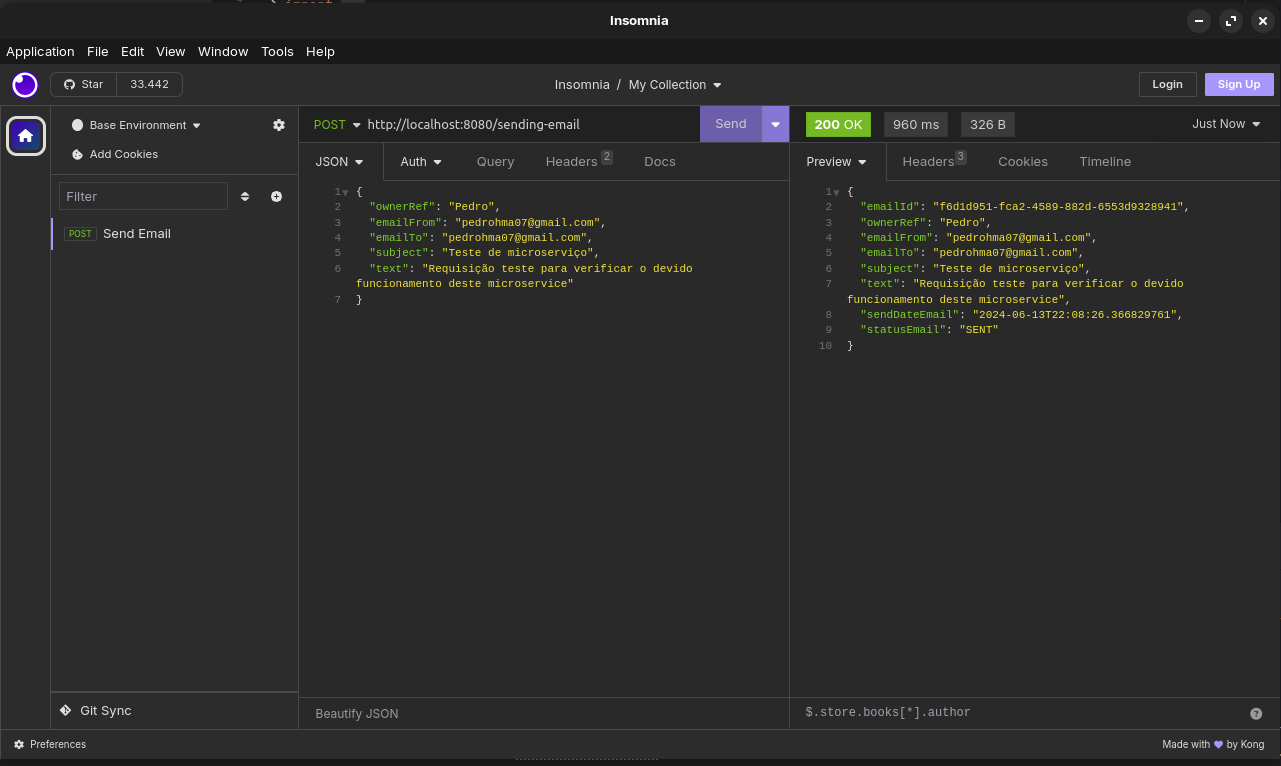 Insomnia
Application File Edit View Window Tools Help
Star 33.442
Insomnia / My Collection
Login Sign Up
Base Environment
Add Cookies
Filter
POST Send Email
Git Sync
POST http://localhost:8080/sending-email Send
JSON Auth Query Headers 2 Docs
1 {
2 "ownerRef": "Pedro",
3 "emailFrom": "pedrohma07@gmail.com",
4 "emailTo": "pedrohma07@gmail.com",
5 "subject": "Teste de microserviço",
6 "text": "Requisição teste para verificar o devido
funcionamento deste microservice"
7 }
Beautify JSON
200 OK 960 ms 326 B Just Now
Preview Headers 3 Cookies Timeline
1 {
2 "emailId": "f6d1d951-fca2-4589-882d-6553d9328941",
3 "ownerRef": "Pedro",
4 "emailFrom": "pedrohma07@gmail.com",
5 "emailTo": "pedrohma07@gmail.com",
6 "subject": "Teste de microserviço",
7 "text": "Requisição teste para verificar o devido
funcionamento deste microservice",
8 "sendDateEmail": "2024-06-13T22:08:26.366829761",
9 "statusEmail": "SENT"
10 }
$.store.books[*].author
Preferences
Made with by Kong